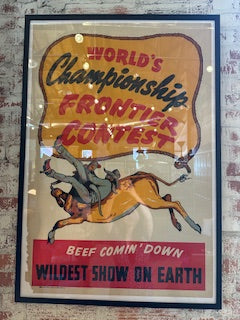 WORLD'S
Championship
FRONTIER
CONTEST
BEEF COMIN' DOWN
WILDEST SHOW ON EARTH